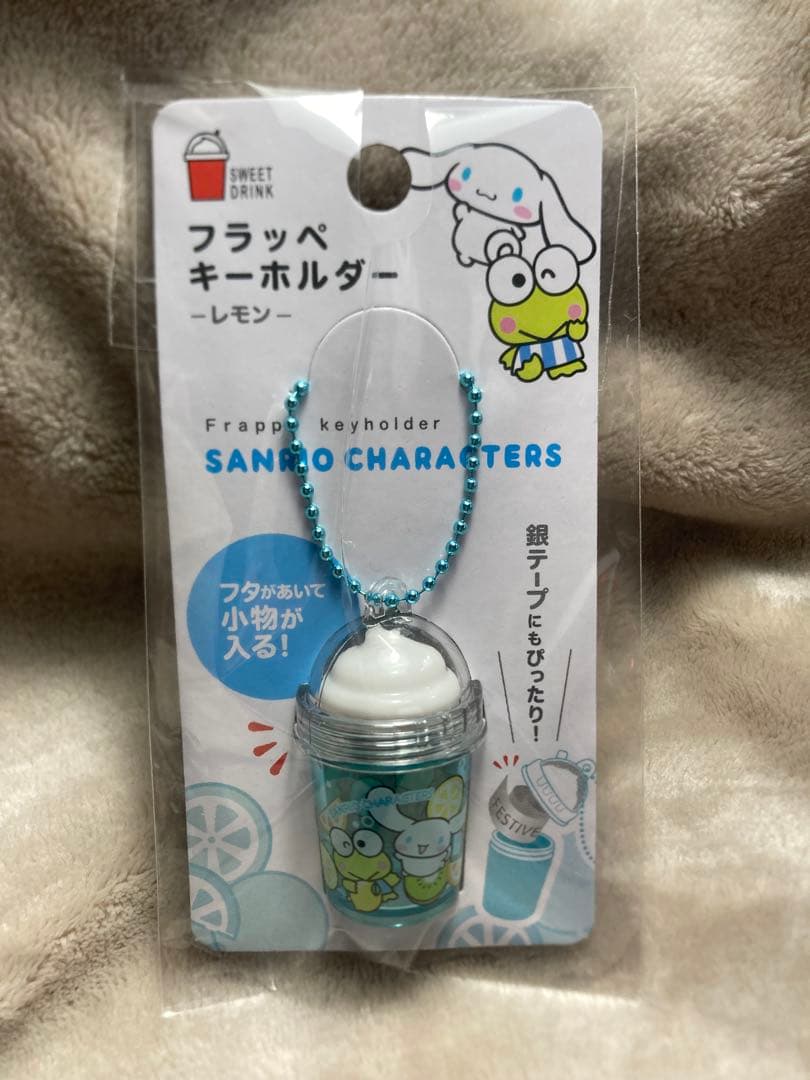 SWEET
DRINK
フラッペ
キーホルダー
−レモン−
Frappe keyholder
SANRIO CHARACTERS
フタがあいて
小物が
入る!
銀テープにもぴったり!
FESTIVE
CHARACTERS